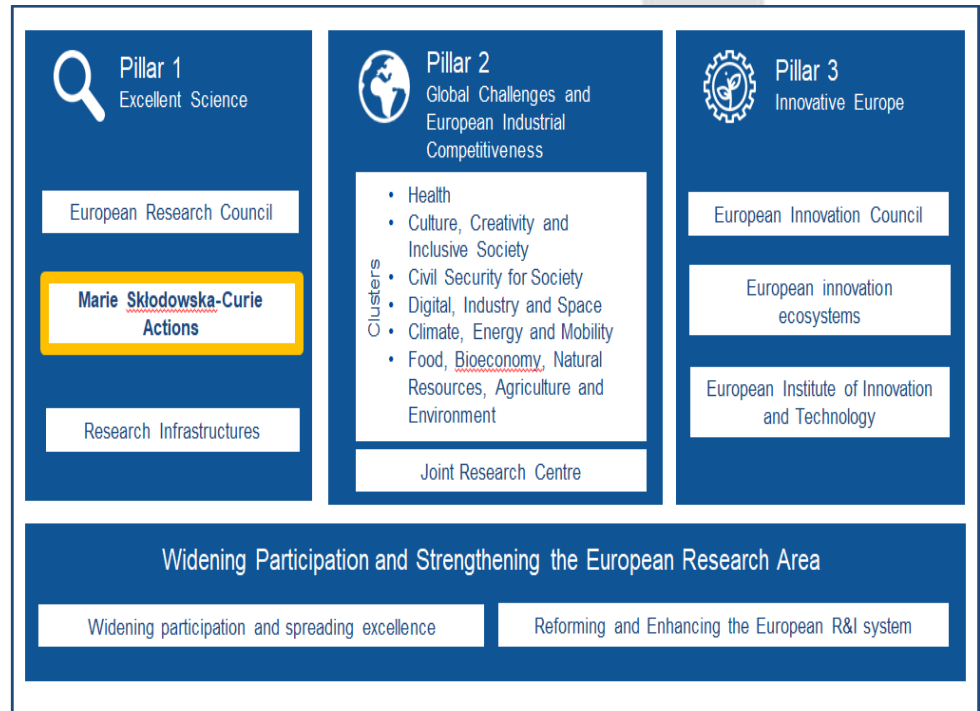 Pillar 1
Excellent Science
European Research Council
Marie Skłodowska-Curie
Actions
Research Infrastructures
Pillar 2
Global Challenges and
European Industrial
Competitiveness
Clusters
• Health
• Culture, Creativity and
Inclusive Society
• Civil Security for Society
• Digital, Industry and Space
• Climate, Energy and Mobility
• Food, Bioeconomy, Natural
Resources, Agriculture and
Environment
Joint Research Centre
Pillar 3
Innovative Europe
European Innovation Council
European innovation
ecosystems
European Institute of Innovation
and Technology
Widening Participation and Strengthening the European Research Area
Widening participation and spreading excellence
Reforming and Enhancing the European R&I system